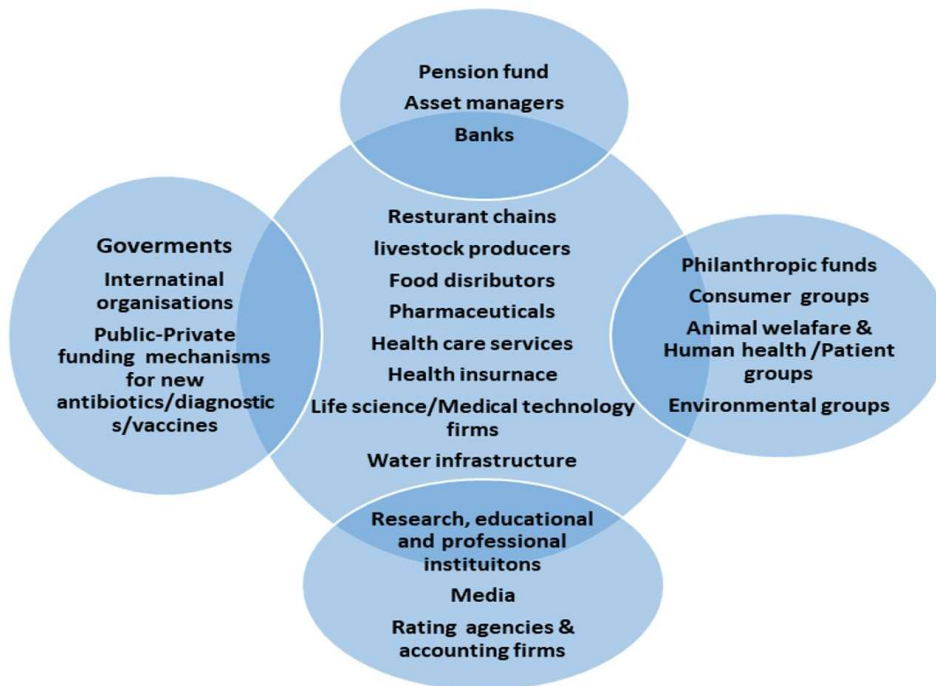 Pension fund
Asset managers
Banks
Resturant chains
livestock producers
Food disributors
Pharmaceuticals
Health care services
Health insurnace
Life science/Medical technology
firms
Water infrastructure
Goverments
Internatinal
organisations
Public-Private
funding mechanisms
for new
antibiotics/diagnostic
s/vaccines
Philanthropic funds
Consumer groups
Animal welafare &
Human health /Patient
groups
Environmental groups
Research, educational
and professional
instituitons
Media
Rating agencies &
accounting firms